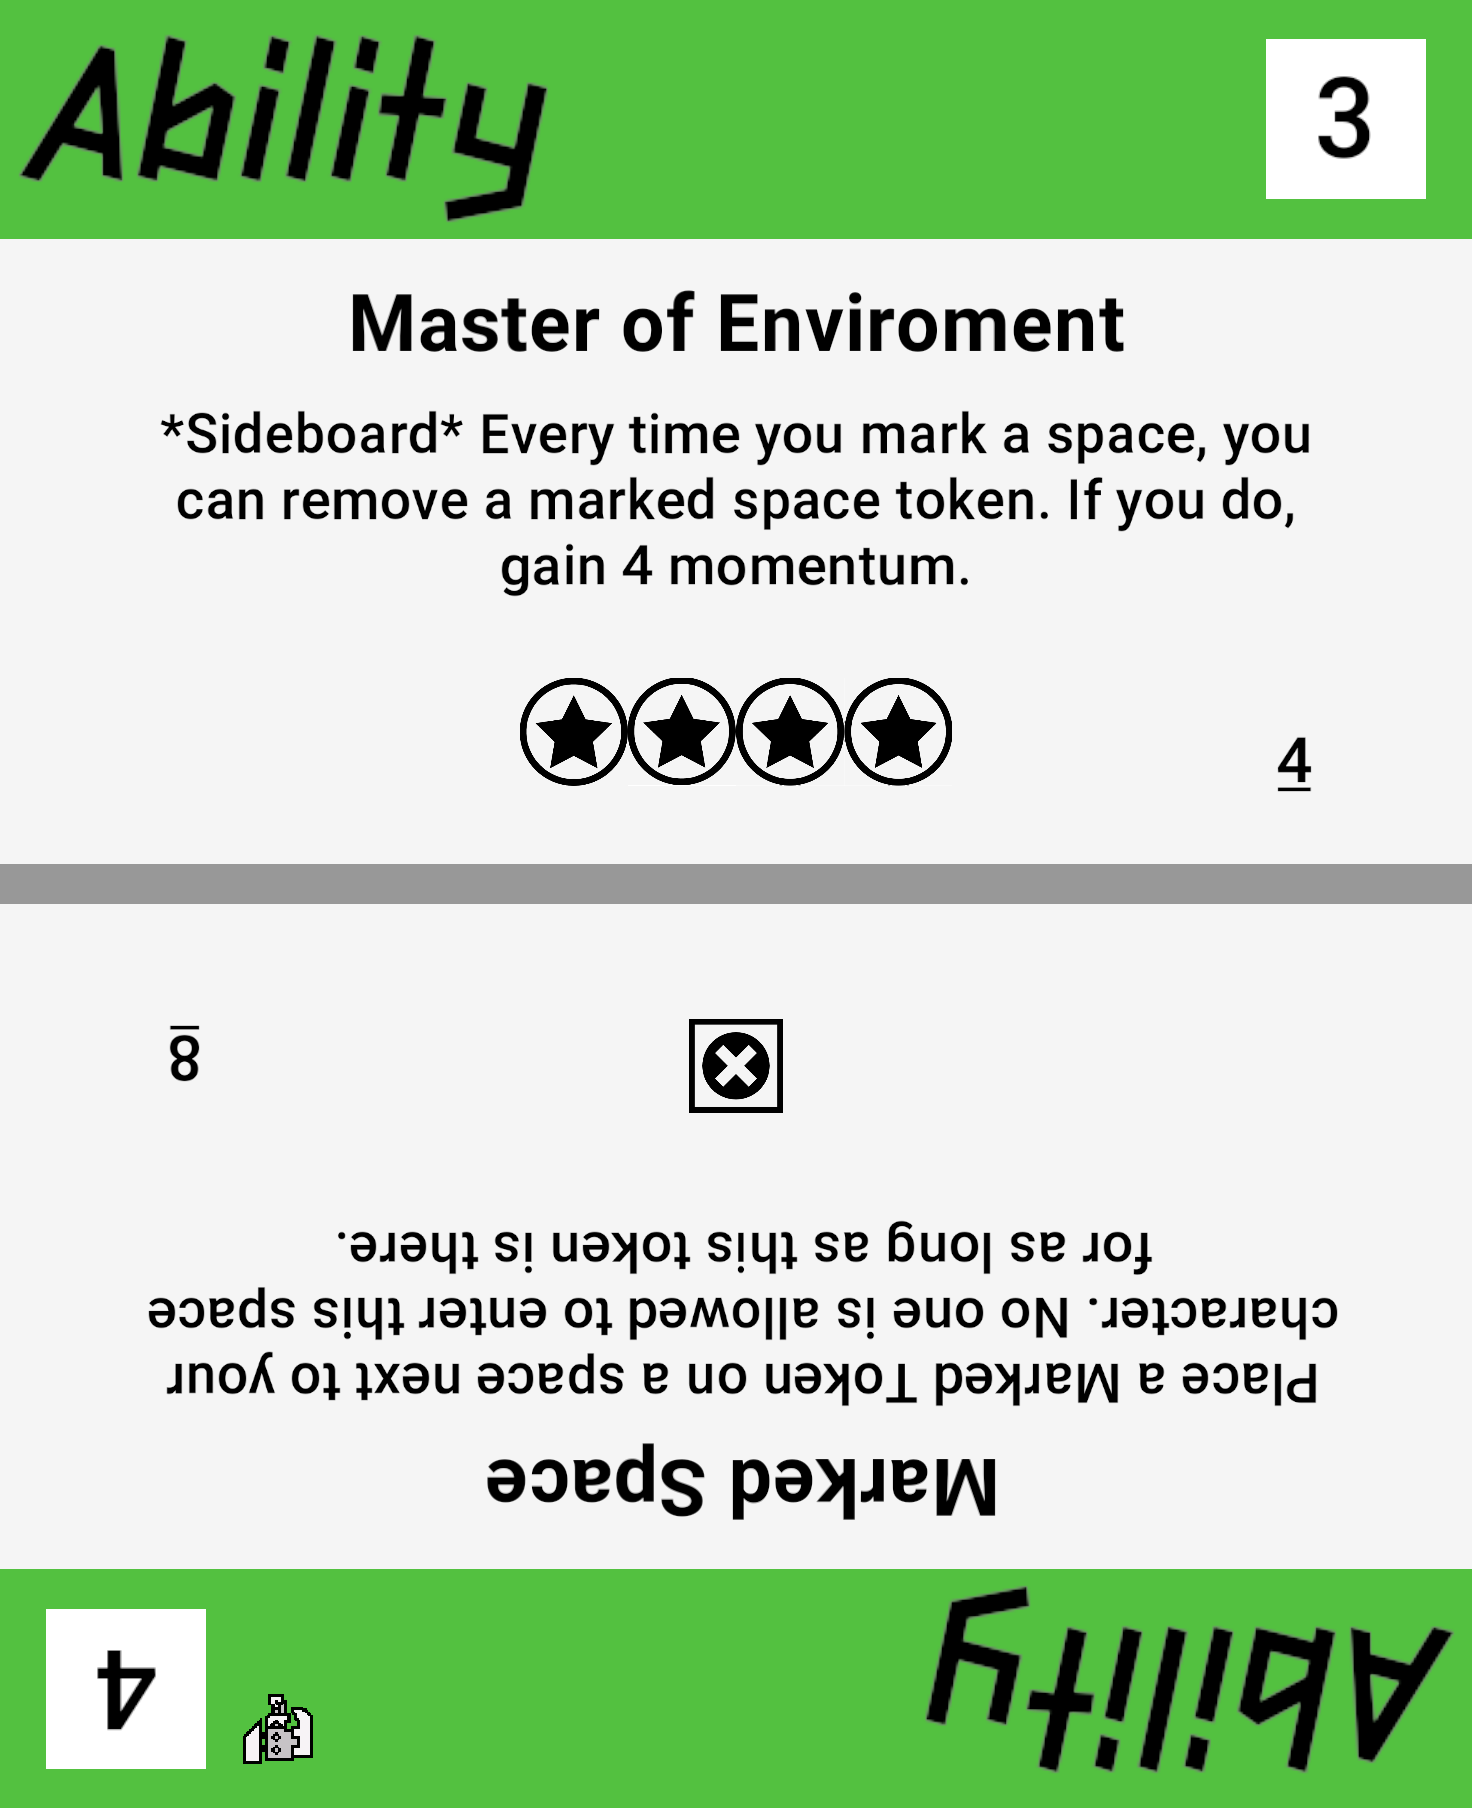 Ability
3
Master of Enviroment
*Sideboard* Every time you mark a space, you
can remove a marked space token. If you do,
gain 4 momentum.
4
Ability
4
Marked Space
Place a Marked Token on a space next to your
character. No one is allowed to enter this space
for as long as this token is there.
8